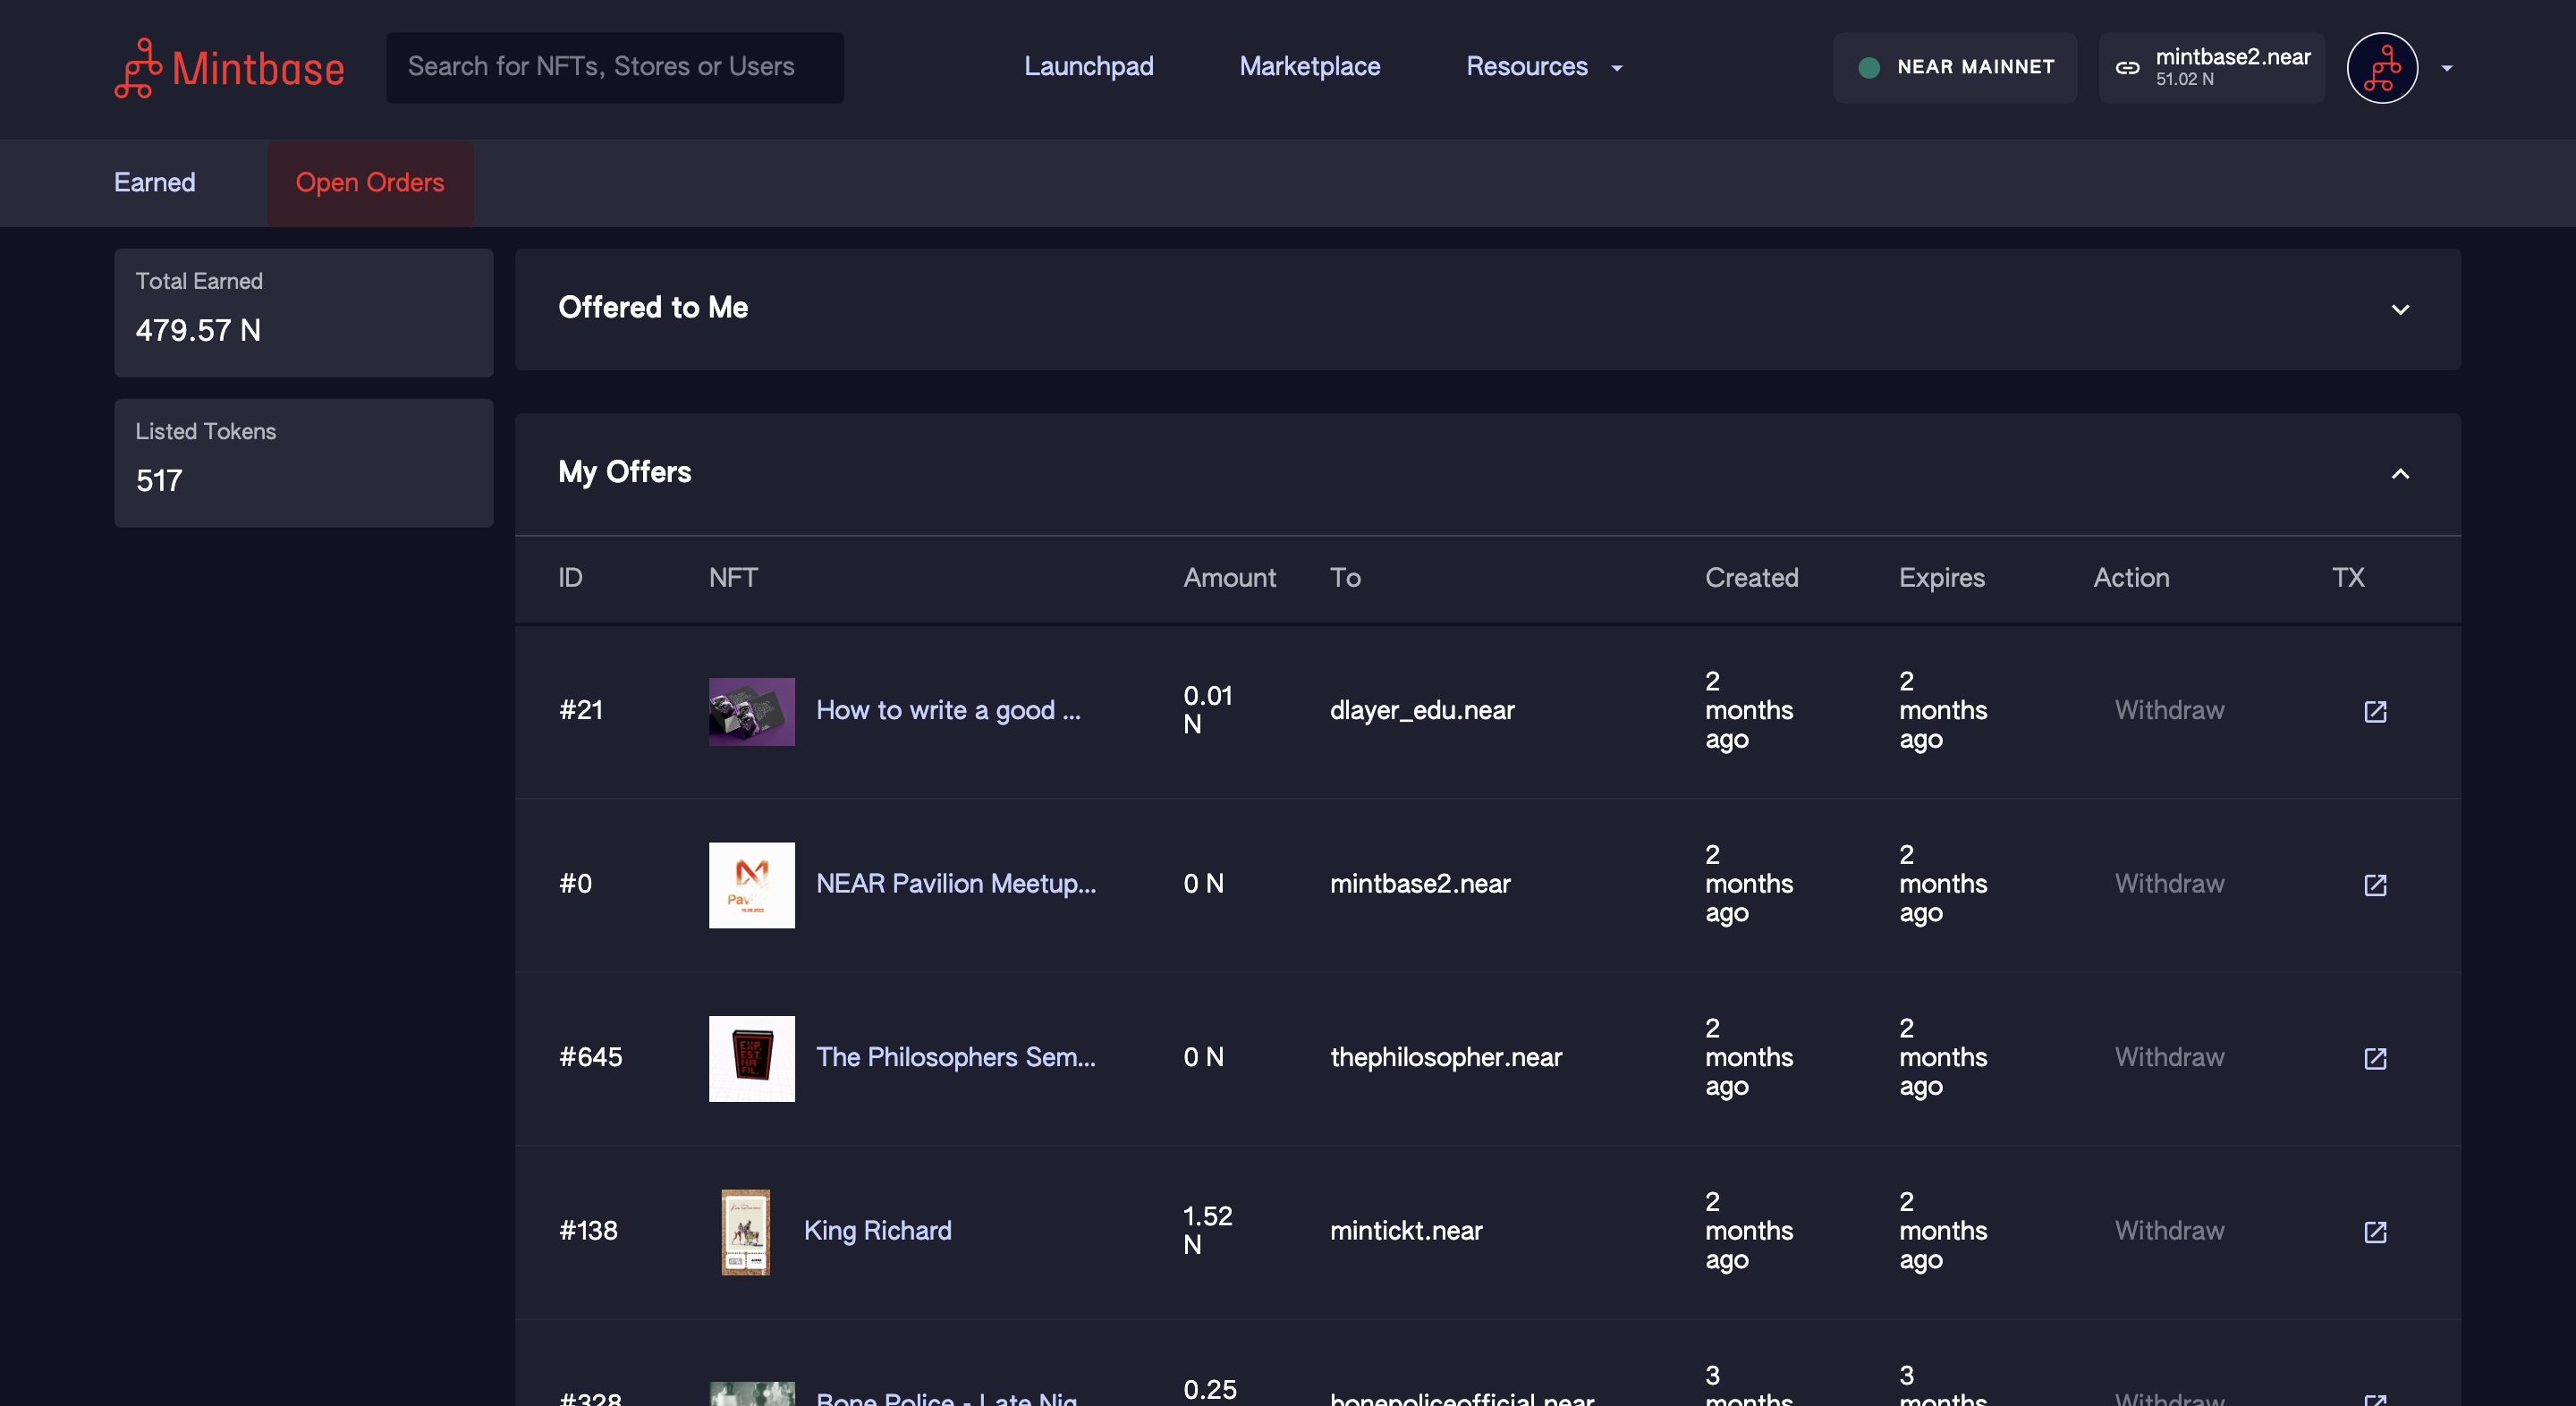 Mintbase
Search for NFTs, Stores or Users
Launchpad
Marketplace
Resources
NEAR MAINNET
mintbase2.near
51.02 N
Earned
Open Orders
Total Earned
479.57 N
Listed Tokens
517
Offered to Me
My Offers
ID NFT Amount To Created Expires Action TX
#21
How to write a good ...
0.01
N
dlayer_edu.near
2
months
ago
2
months
ago
Withdraw
#0
NEAR Pavilion Meetup...
0 N
mintbase2.near
2
months
ago
2
months
ago
Withdraw
#645
EXP.
EST.
NA
FIL.
The Philosophers Sem...
0 N
thephilosopher.near
2
months
ago
2
months
ago
Withdraw
#138
King Richard
1.52
N
mintickt.near
2
months
ago
2
months
ago
Withdraw
#328
Bone Police - Late Nig
0.25
bonepoliceofficial.near
3
months
3
months
Withdraw